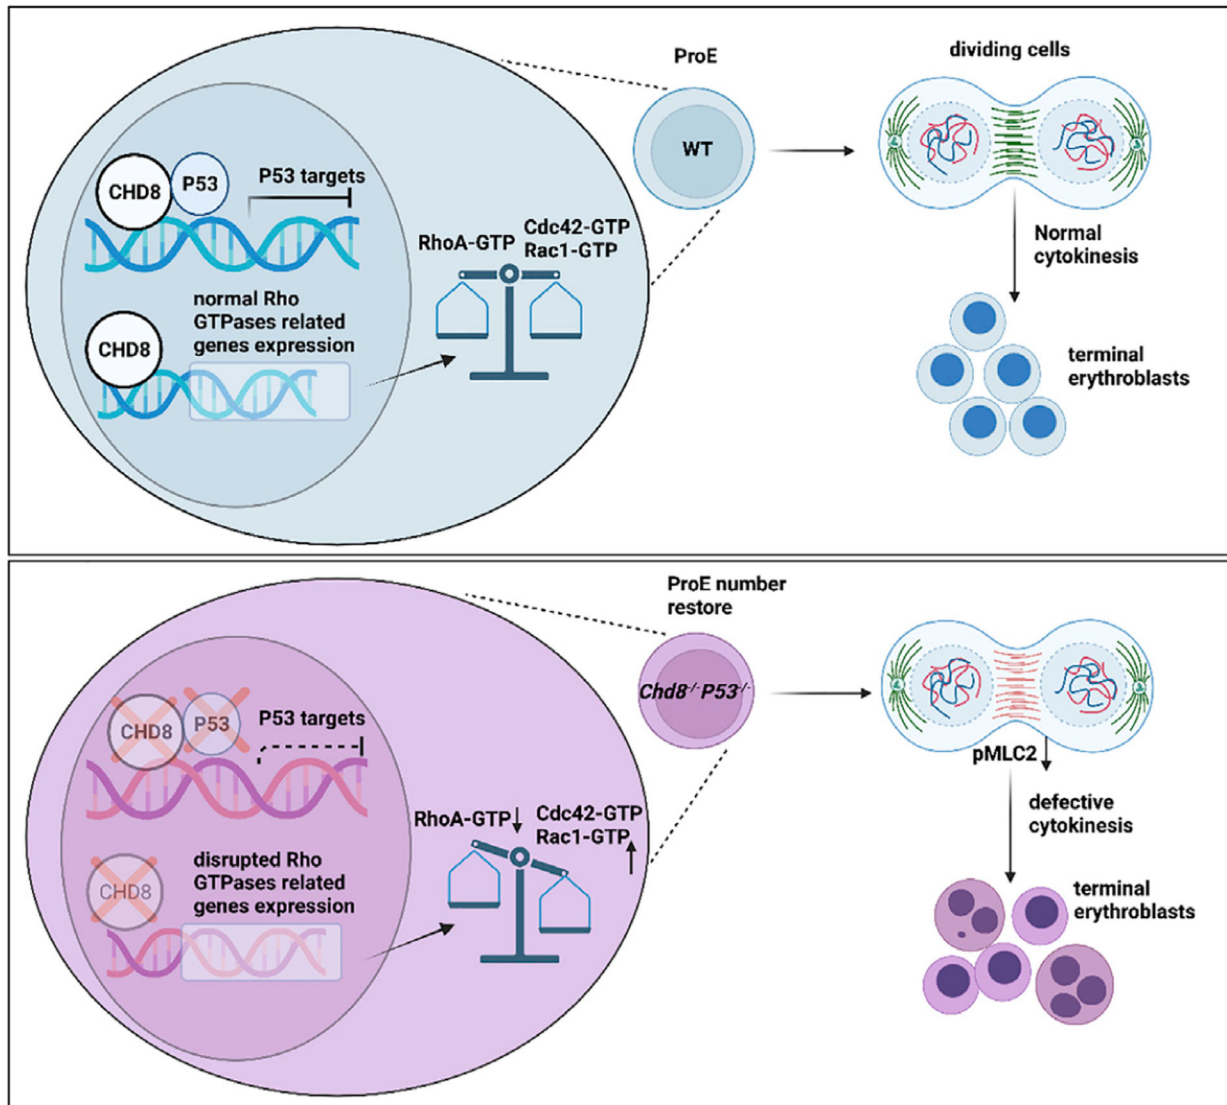 ProE
dividing cells
WT
CHD8
P53
P53 targets
RhoA-GTP
Cdc42-GTP
Rac1-GTP
Normal
cytokinesis
normal Rho
GTPases related
genes expression
CHD8
terminal
erythroblasts
ProE number
restore
Chd8-/-P53-/-
CHD8
P53
P53 targets
pMLC2
RhoA-GTP↓
Cdc42-GTP
Rac1-GTP↑
defective
cytokinesis
disrupted Rho
GTPases related
genes expression
CHD8
terminal
erythroblasts